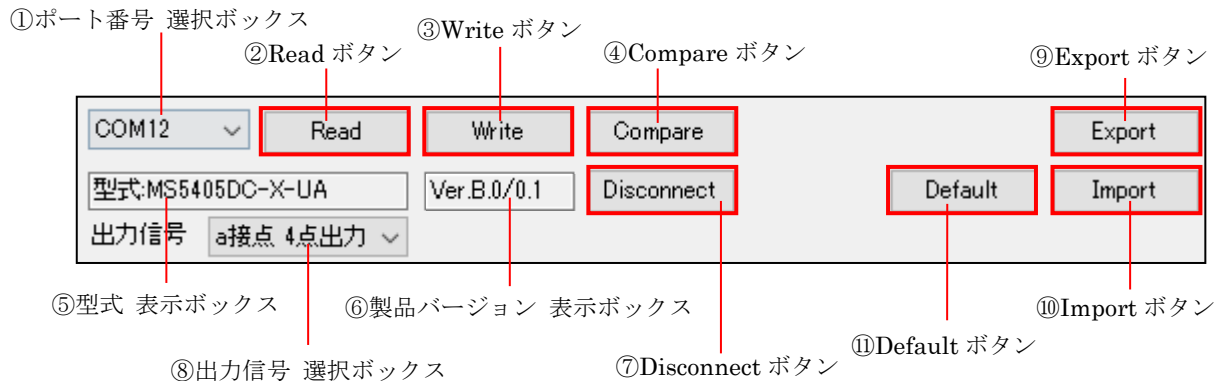 ①ポート番号 選択ボックス
③Write ボタン
②Read ボタン
④Compare ボタン
⑨Export ボタン
COM12
Read
Write
Compare
Export
型式:MS5405DC-X-UA
Ver.B.0/0.1
Disconnect
Default
Import
出力信号
a接点 4点出力
⑤型式 表示ボックス
⑥製品バージョン 表示ボックス
⑩Import ボタン
⑪Default ボタン
⑦Disconnect ボタン
⑧出力信号 選択ボックス